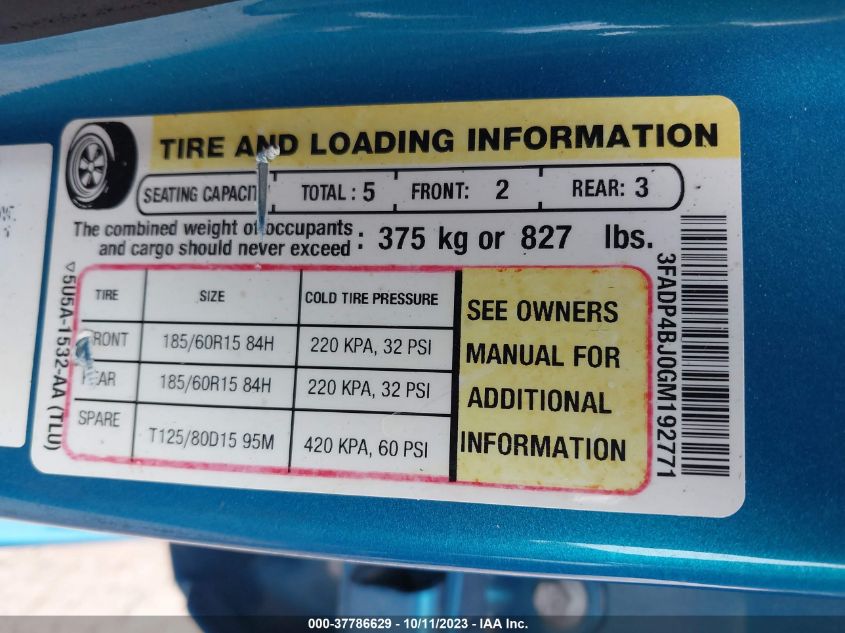 TIRE AND LOADING INFORMATION
SEATING CAPACITY TOTAL : 5 FRONT: 2 REAR: 3
The combined weight of occupants
and cargo should never exceed : 375 kg or 827 lbs.
TIRE SIZE COLD TIRE PRESSURE
FRONT 185/60R15 84H 220 KPA, 32 PSI
REAR 185/60R15 84H 220 KPA, 32 PSI
SPARE T125/80D15 95M 420 KPA, 60 PSI
SEE OWNERS
MANUAL FOR
ADDITIONAL
INFORMATION
5U5A-1532-AA (TLU)
3FADP4BJ0GM192771
000-37786629 - 10/11/2023 - IAA Inc.